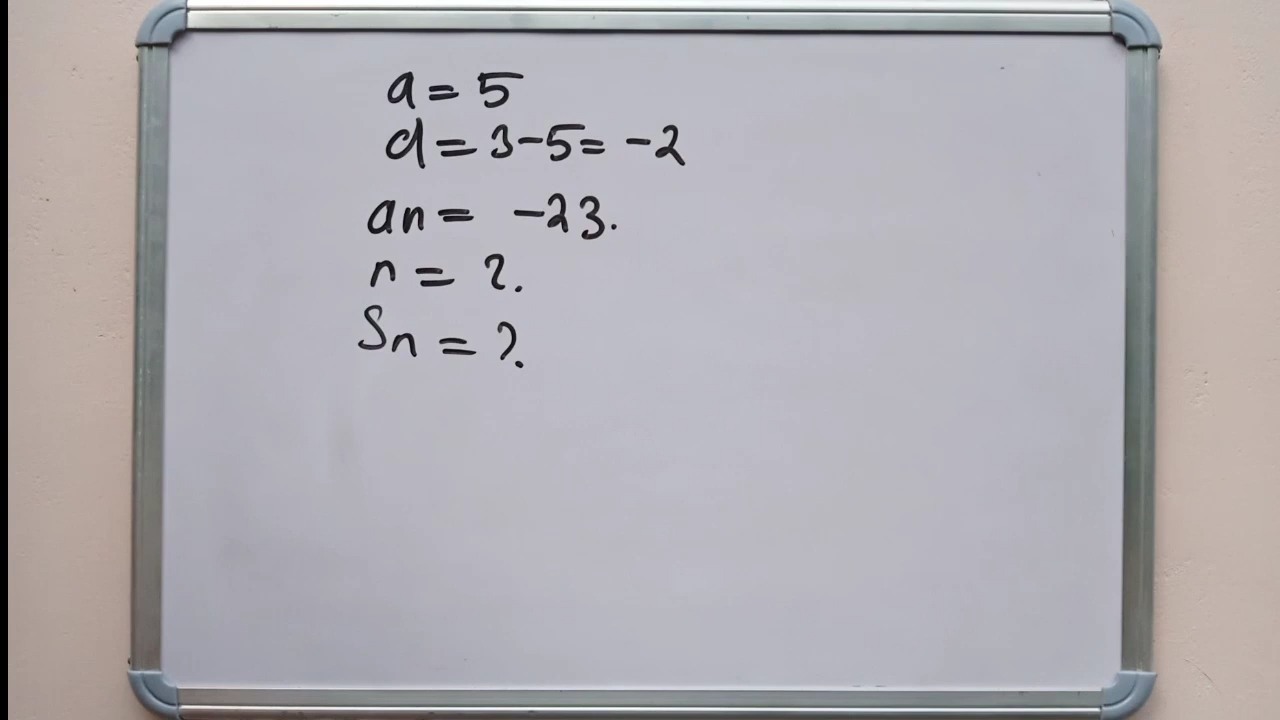 a = 5
d = 3-5 = -2
an = -23.
n = ?.
Sn = ?